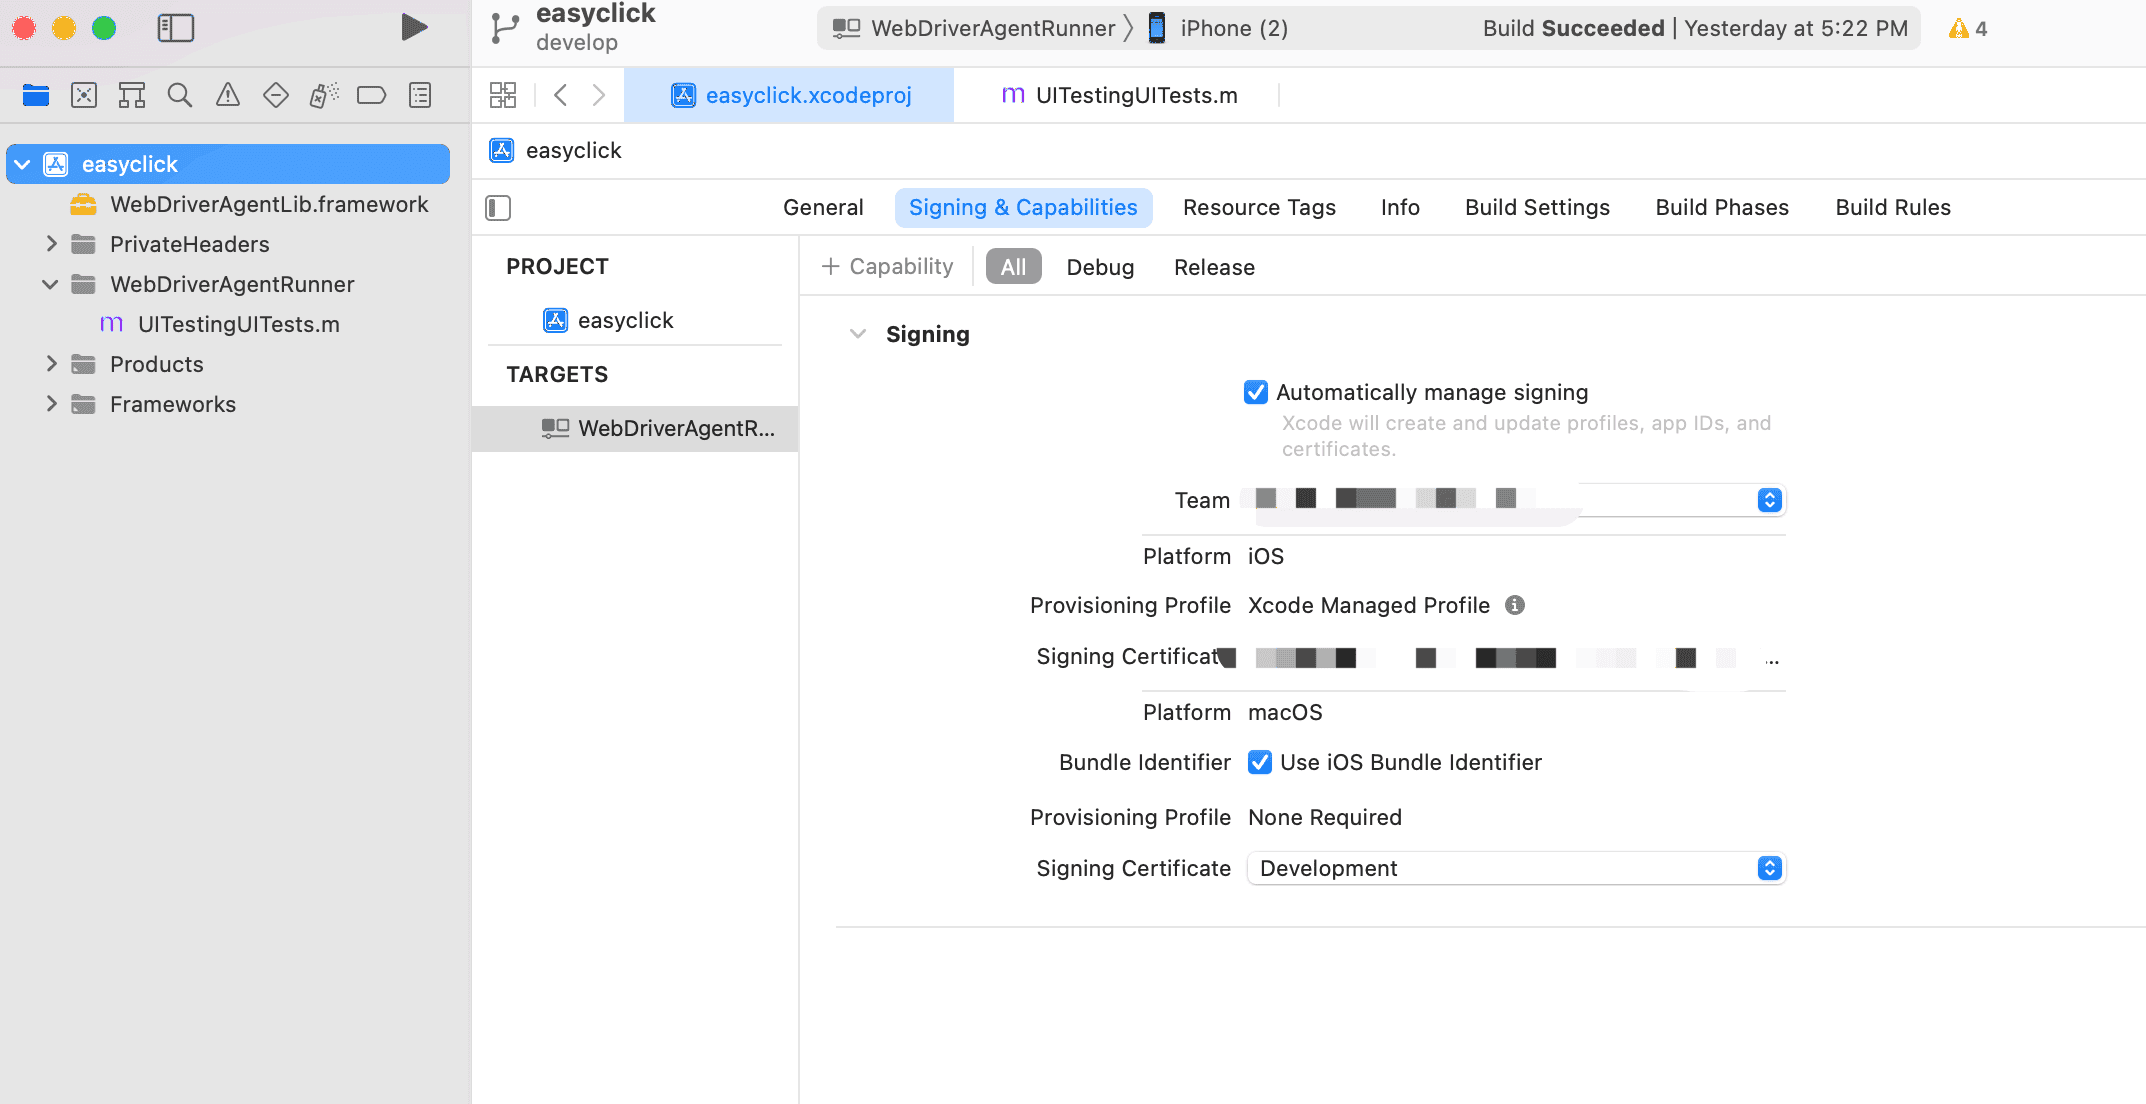 easyclick
develop
WebDriverAgentRunner
iPhone (2)
Build Succeeded | Yesterday at 5:22 PM
4
easyclick.xcodeproj
UITestingUITests.m
easyclick
easyclick
WebDriverAgentLib.framework
PrivateHeaders
WebDriverAgentRunner
UITestingUITests.m
Products
Frameworks
General
Signing & Capabilities
Resource Tags
Info
Build Settings
Build Phases
Build Rules
PROJECT
easyclick
TARGETS
WebDriverAgentR...
+ Capability
All
Debug
Release
Signing
Automatically manage signing
Xcode will create and update profiles, app IDs, and
certificates.
Team
Platform iOS
Provisioning Profile Xcode Managed Profile
Signing Certificat ...
Platform macOS
Bundle Identifier Use iOS Bundle Identifier
Provisioning Profile None Required
Signing Certificate Development